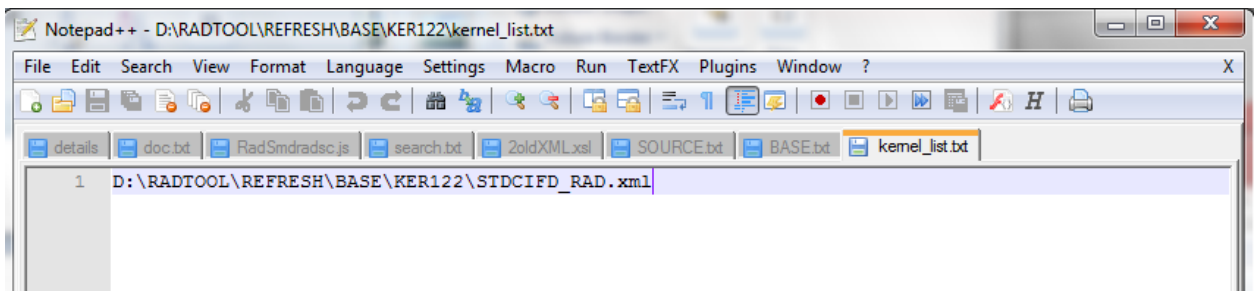 Notepad++ - D:\RADTOOL\REFRESH\BASE\KER122\kernel_list.txt
File Edit Search View Format Language Settings Macro Run TextFX Plugins Window ? X
details doc.txt RadSmdradsc.js search.txt 2oldXML.xsl SOURCE.txt BASE.txt kernel_list.txt
1 D:\RADTOOL\REFRESH\BASE\KER122\STDCIFD_RAD.xml